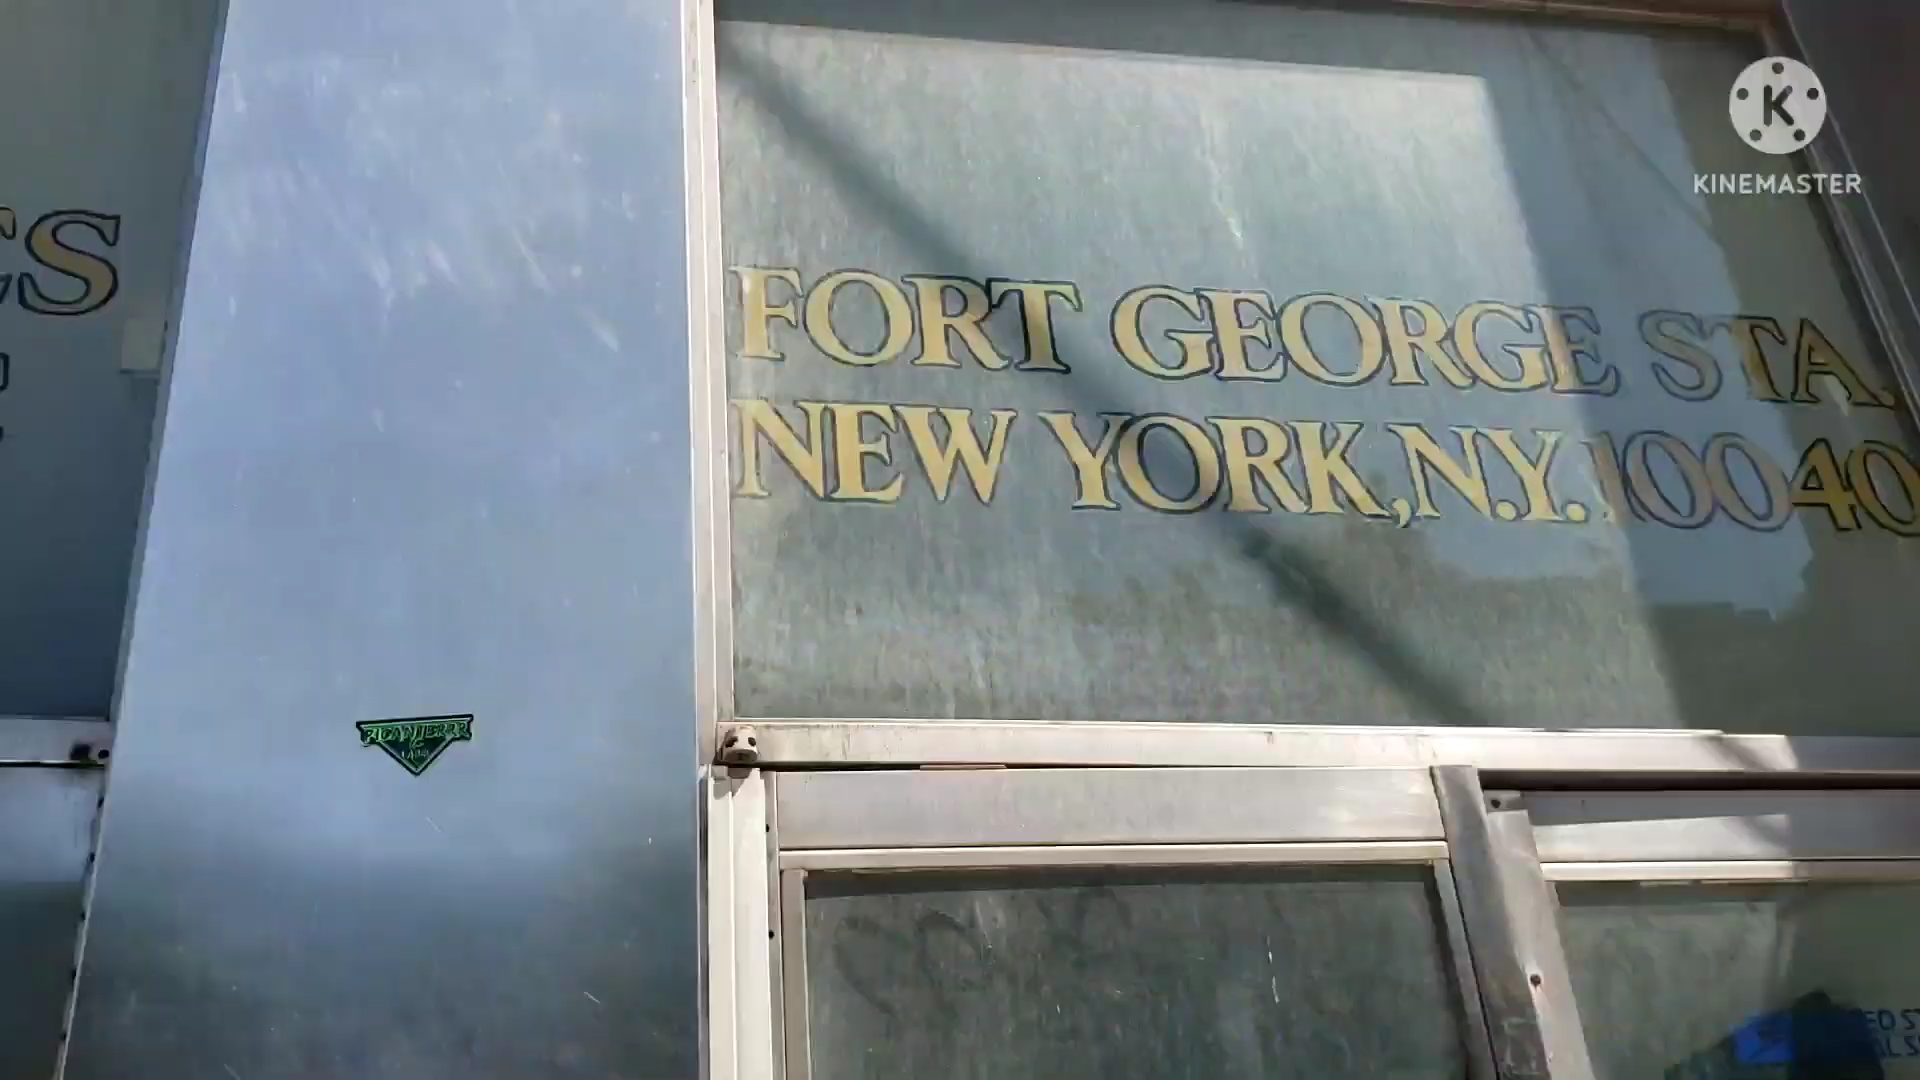 S
FORT GEORGE STA.
NEW YORK, N.Y. 10040
KINEMASTER